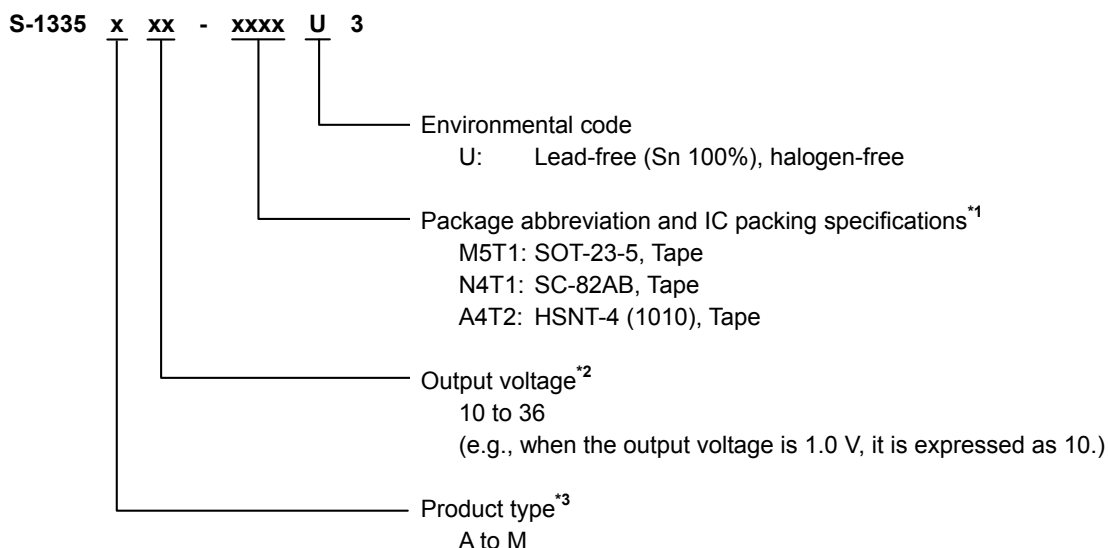 S-1335 x xx - xxxx U 3
Environmental code
U: Lead-free (Sn 100%), halogen-free
Package abbreviation and IC packing specifications*1
M5T1: SOT-23-5, Tape
N4T1: SC-82AB, Tape
A4T2: HSNT-4 (1010), Tape
Output voltage*2
10 to 36
(e.g., when the output voltage is 1.0 V, it is expressed as 10.)
Product type*3
A to M